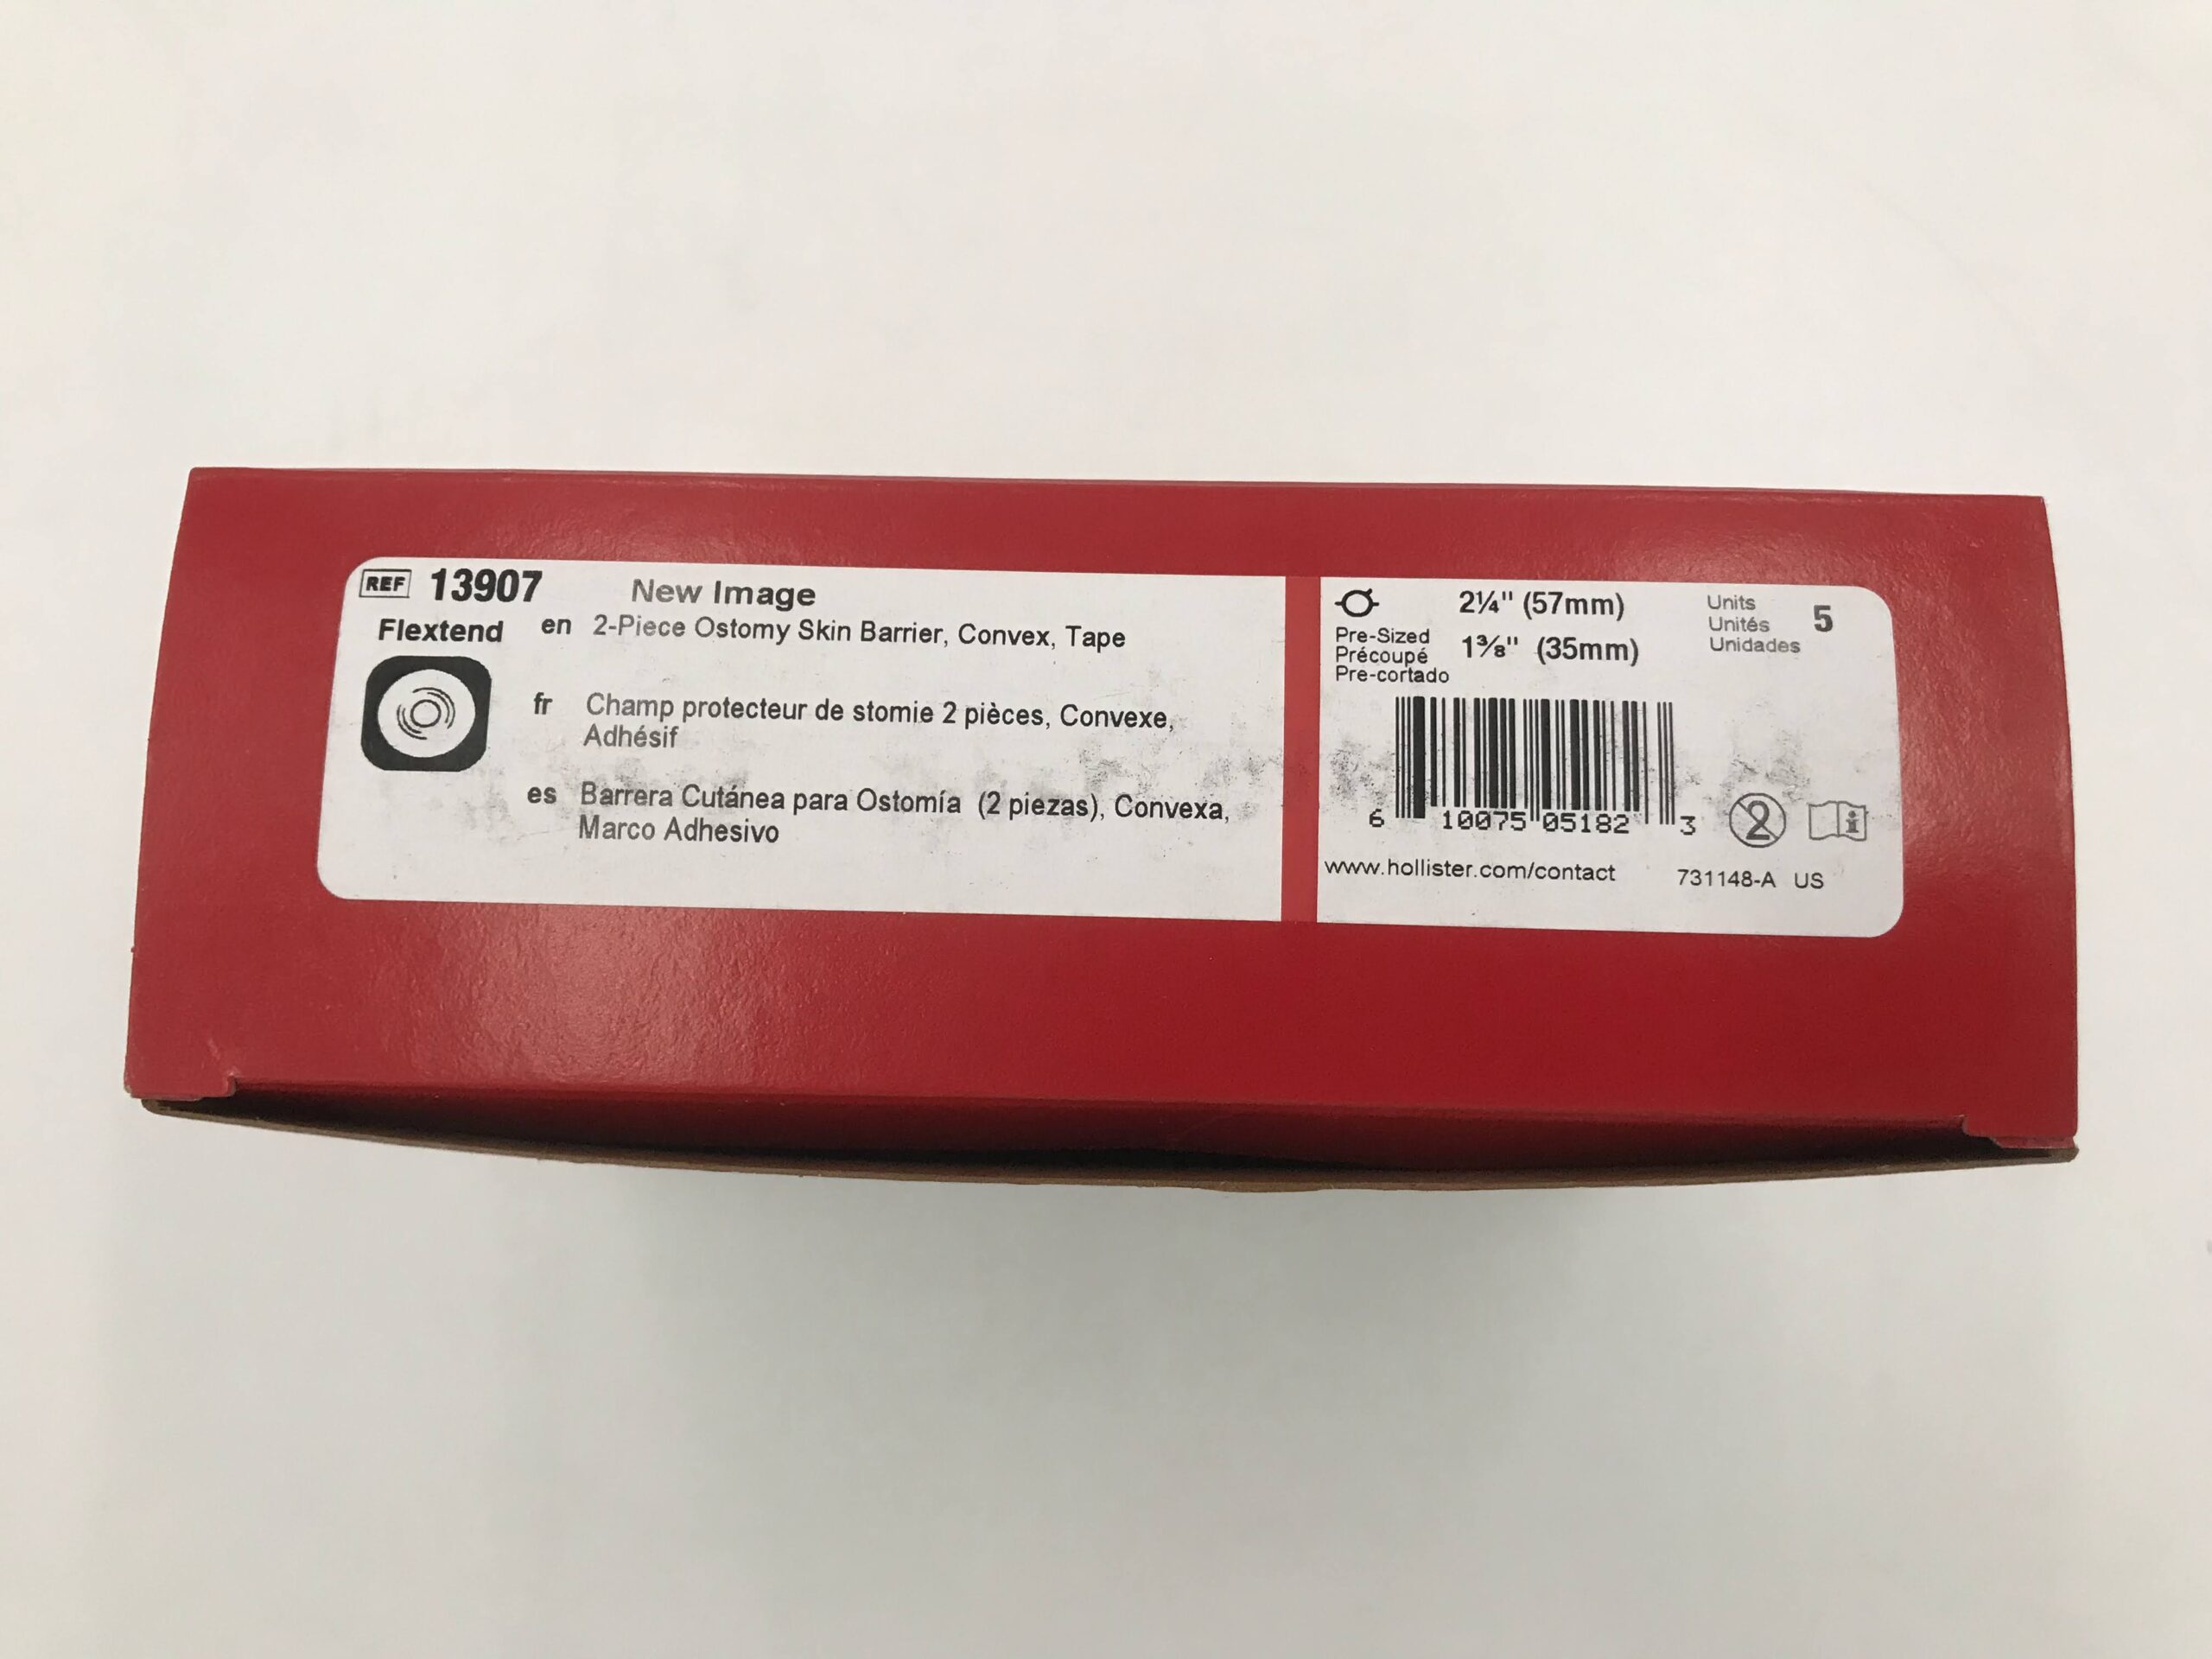 REF 13907 New Image
Flextend
en 2-Piece Ostomy Skin Barrier, Convex, Tape
fr Champ protecteur de stomie 2 pièces, Convexe,
Adhésif
es Barrera Cutánea para Ostomía (2 piezas), Convexa,
Marco Adhesivo
2¼" (57mm)
Pre-Sized
Précoupé
Pre-cortado
1⅜" (35mm)
Units
Unités
Unidades
5
6 10075 05182 3
2
i
www.hollister.com/contact
731148-A US